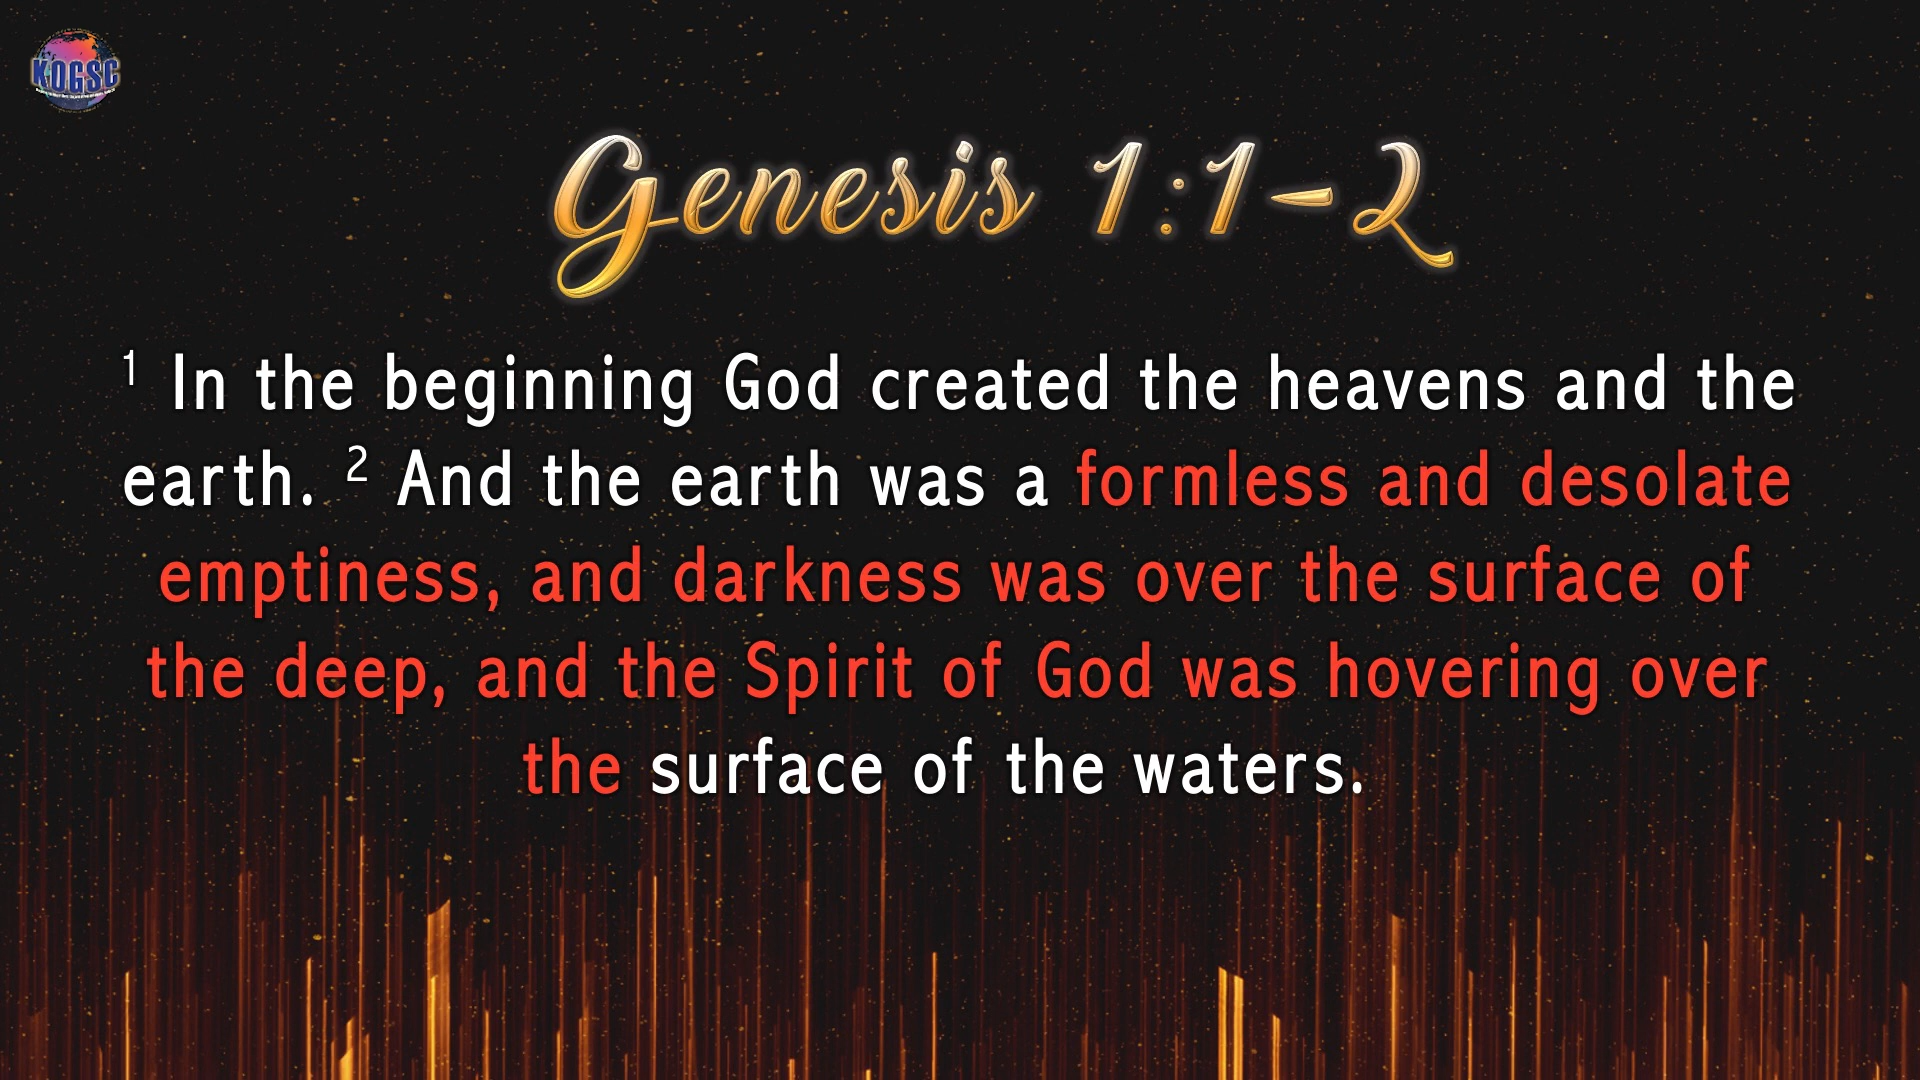 KOGSC
Genesis 1:1-2
1 In the beginning God created the heavens and the
earth. 2 And the earth was a formless and desolate
emptiness, and darkness was over the surface of
the deep, and the Spirit of God was hovering over
the surface of the waters.